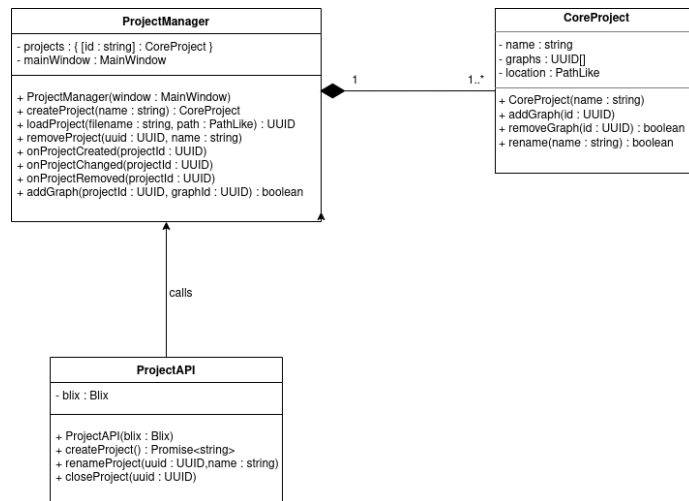 ProjectManager
- projects : { [id : string] : CoreProject }
- mainWindow : MainWindow
+ ProjectManager(window : MainWindow)
+ createProject(name : string) : CoreProject
+ loadProject(filename : string, path : PathLike) : UUID
+ removeProject(uuid : UUID, name : string)
+ onProjectCreated(projectId : UUID)
+ onProjectChanged(projectId : UUID)
+ onProjectRemoved(projectId : UUID)
+ addGraph(projectId : UUID, graphId : UUID) : boolean
1
1..*
CoreProject
- name : string
- graphs : UUID[]
- location : PathLike
+ CoreProject(name : string)
+ addGraph(id : UUID)
+ removeGraph(id : UUID) : boolean
+ rename(name : string) : boolean
calls
ProjectAPI
- blix : Blix
+ ProjectAPI(blix : Blix)
+ createProject() : Promise<string>
+ renameProject(uuid : UUID,name : string)
+ closeProject(uuid : UUID)